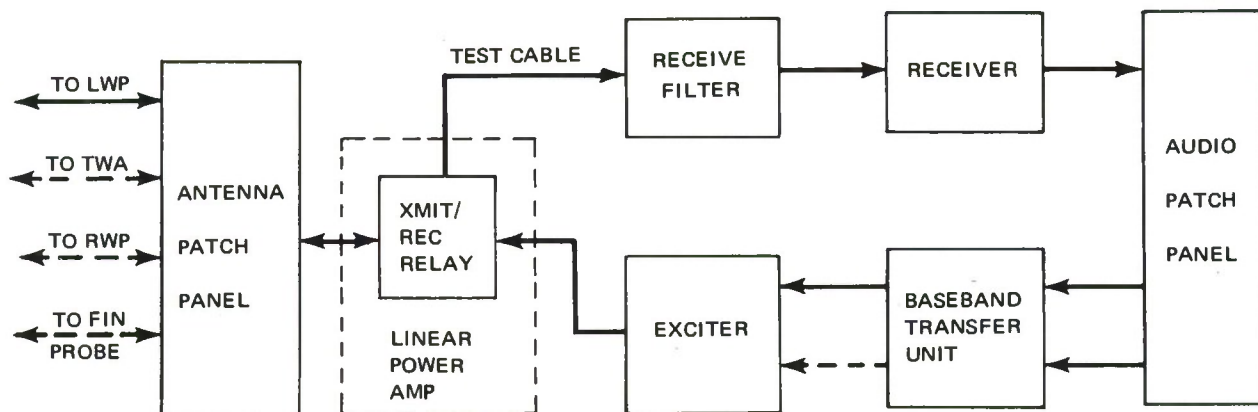 TO LWP
TO TWA
TO RWP
TO FIN
PROBE
ANTENNA
PATCH
PANEL
XMIT/
REC
RELAY
LINEAR
POWER
AMP
TEST CABLE
RECEIVE
FILTER
RECEIVER
EXCITER
BASEBAND
TRANSFER
UNIT
AUDIO
PATCH
PANEL